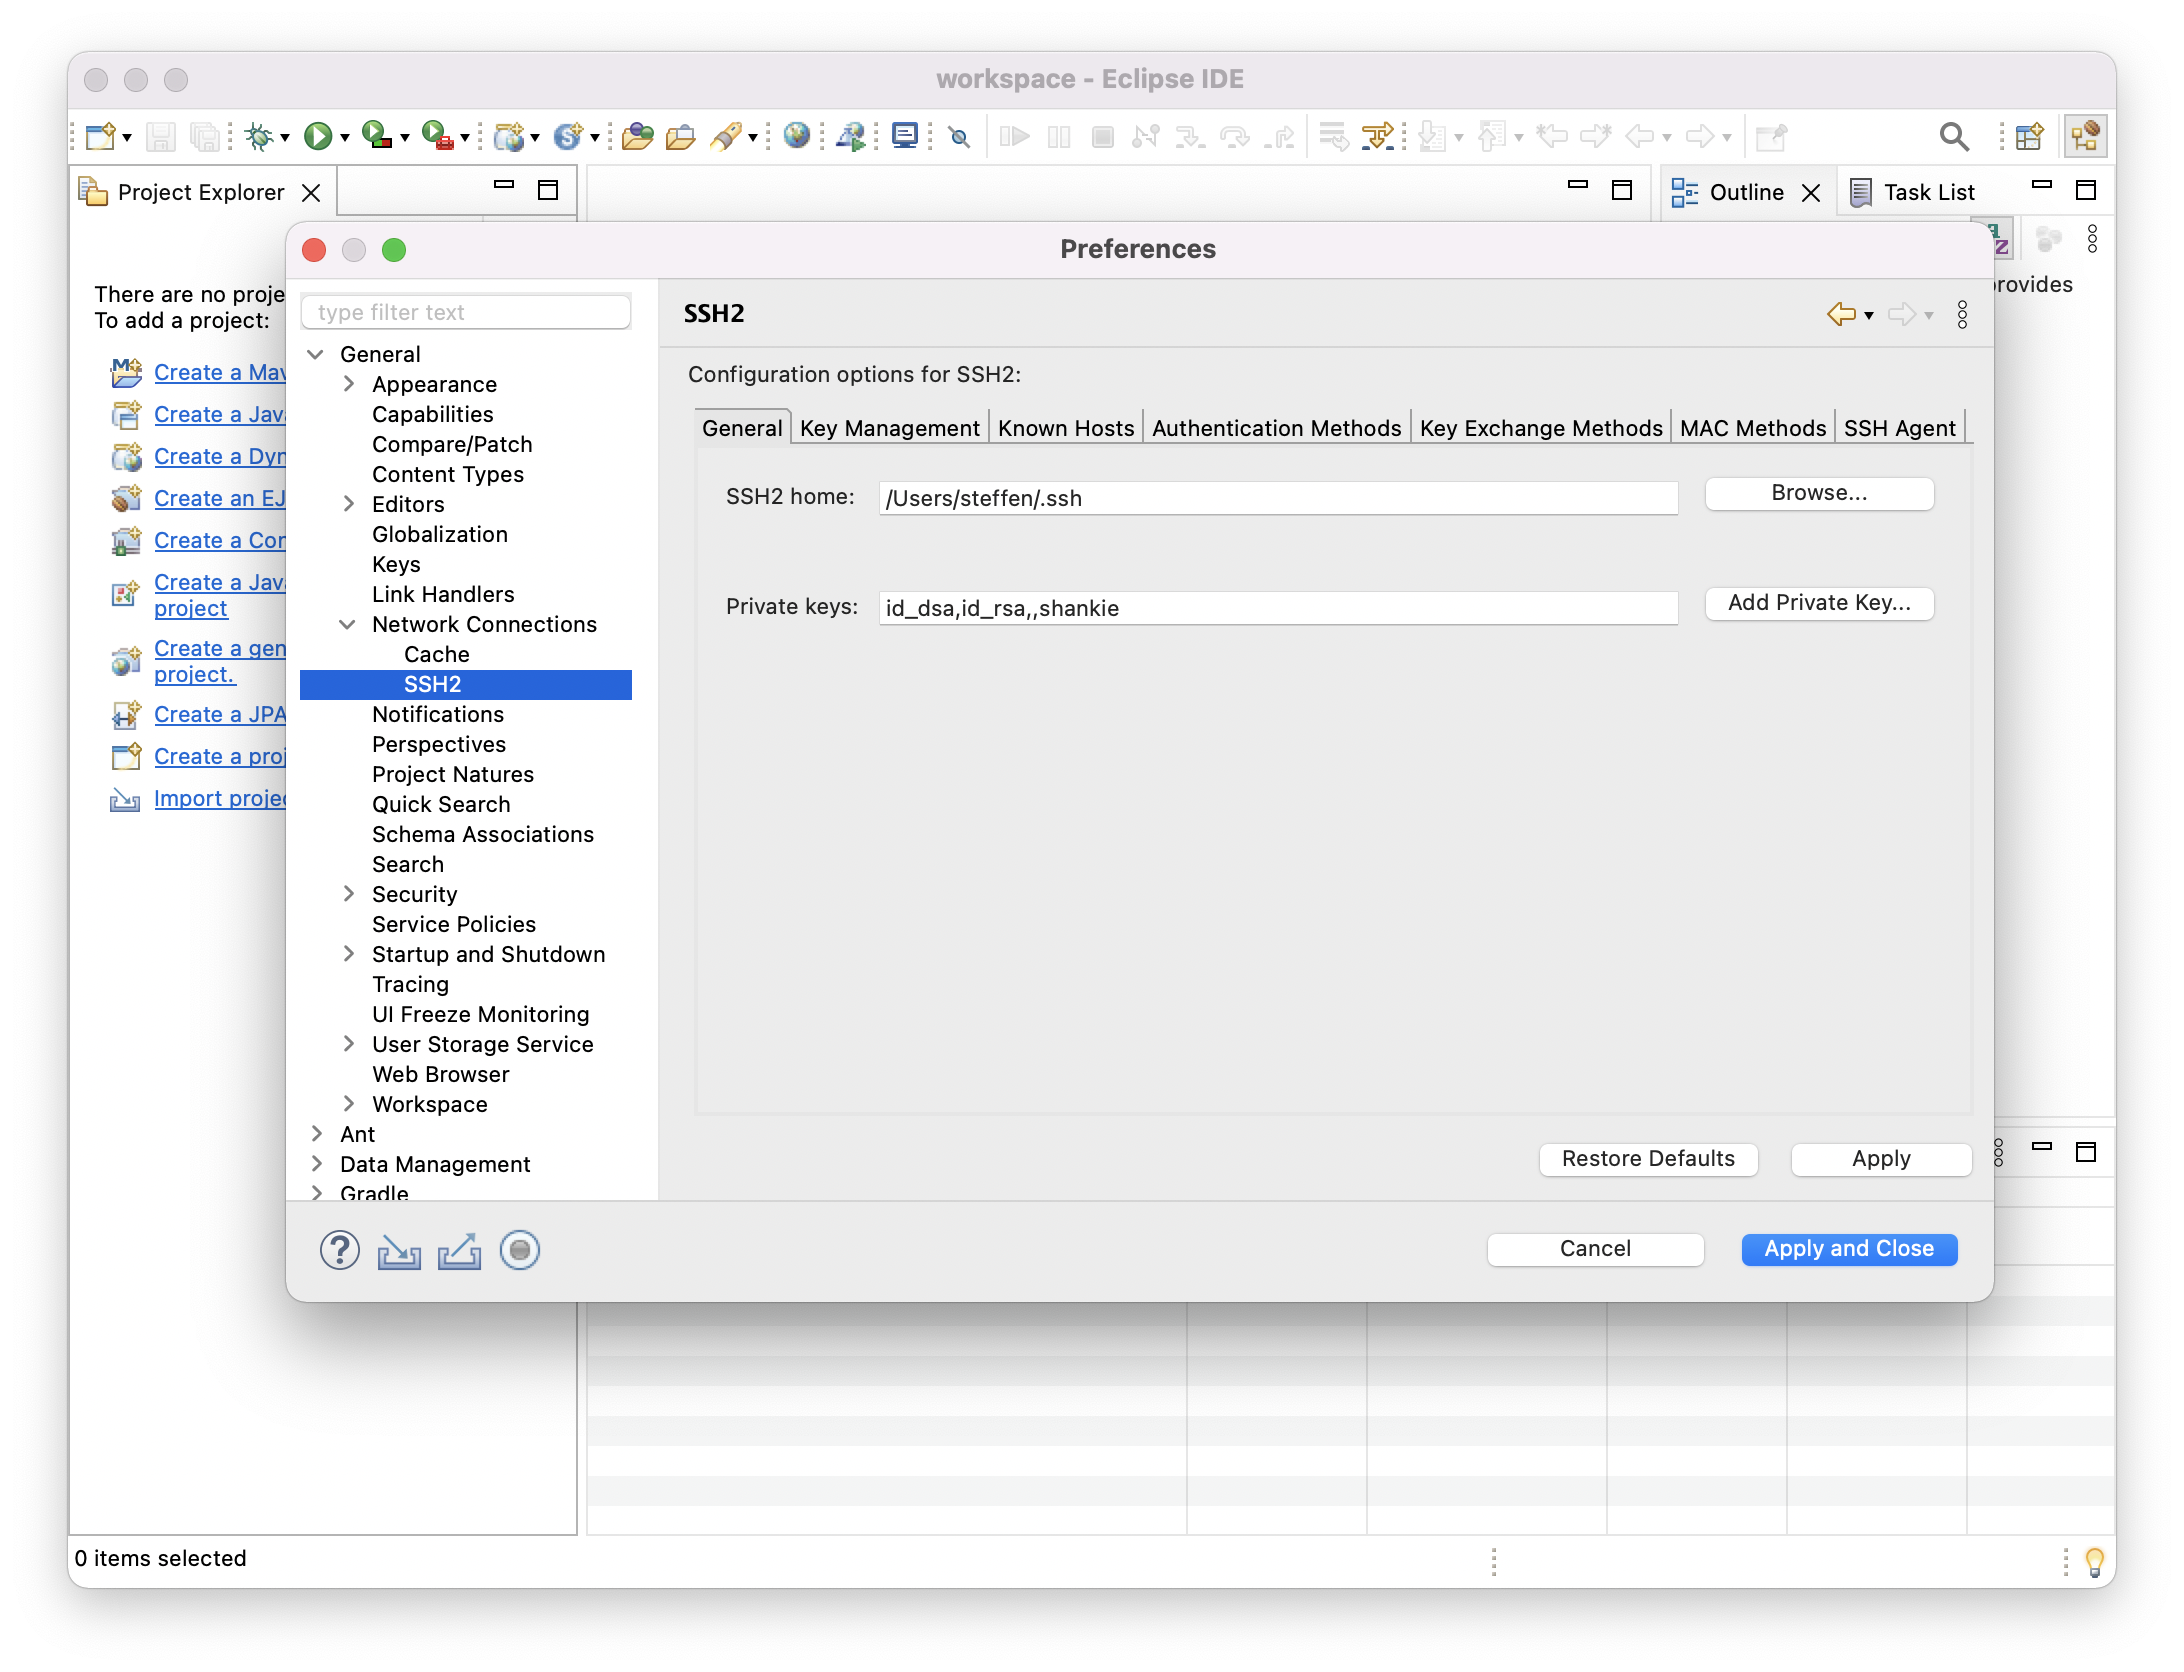 workspace - Eclipse IDE
Project Explorer
Outline
Task List
There are no proje
To add a project:
Create a Mav
Create a Jav
Create a Dyn
Create an EJ
Create a Con
Create a Jav
project
Create a gen
project.
Create a JPA
Create a proj
Import projec
provides
Preferences
type filter text
General
Appearance
Capabilities
Compare/Patch
Content Types
Editors
Globalization
Keys
Link Handlers
Network Connections
Cache
SSH2
Notifications
Perspectives
Project Natures
Quick Search
Schema Associations
Search
Security
Service Policies
Startup and Shutdown
Tracing
UI Freeze Monitoring
User Storage Service
Web Browser
Workspace
Ant
Data Management
Gradle
SSH2
Configuration options for SSH2:
General Key Management Known Hosts Authentication Methods Key Exchange Methods MAC Methods SSH Agent
SSH2 home: /Users/steffen/.ssh Browse...
Private keys: id_dsa,id_rsa,,shankie Add Private Key...
Restore Defaults Apply
Cancel Apply and Close
0 items selected